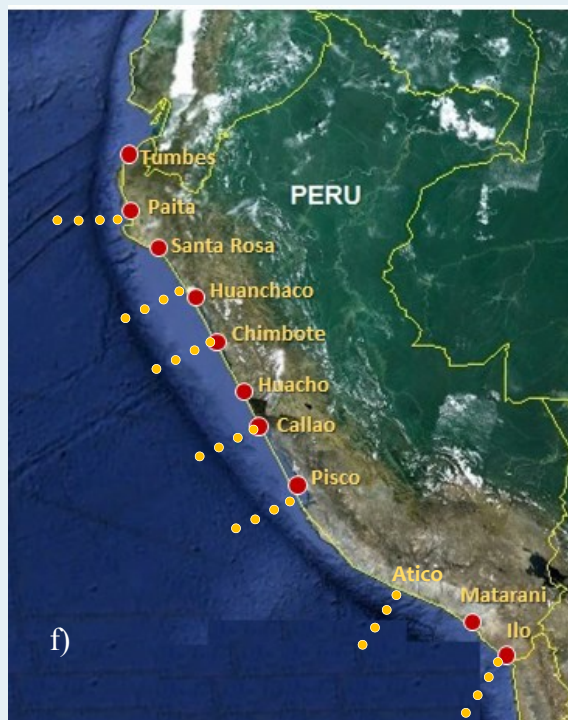 Tumbes
PERU
Paita
Santa Rosa
Huanchaco
Chimbote
Huacho
Callao
Pisco
Atico
Matarani
Ilo
f)